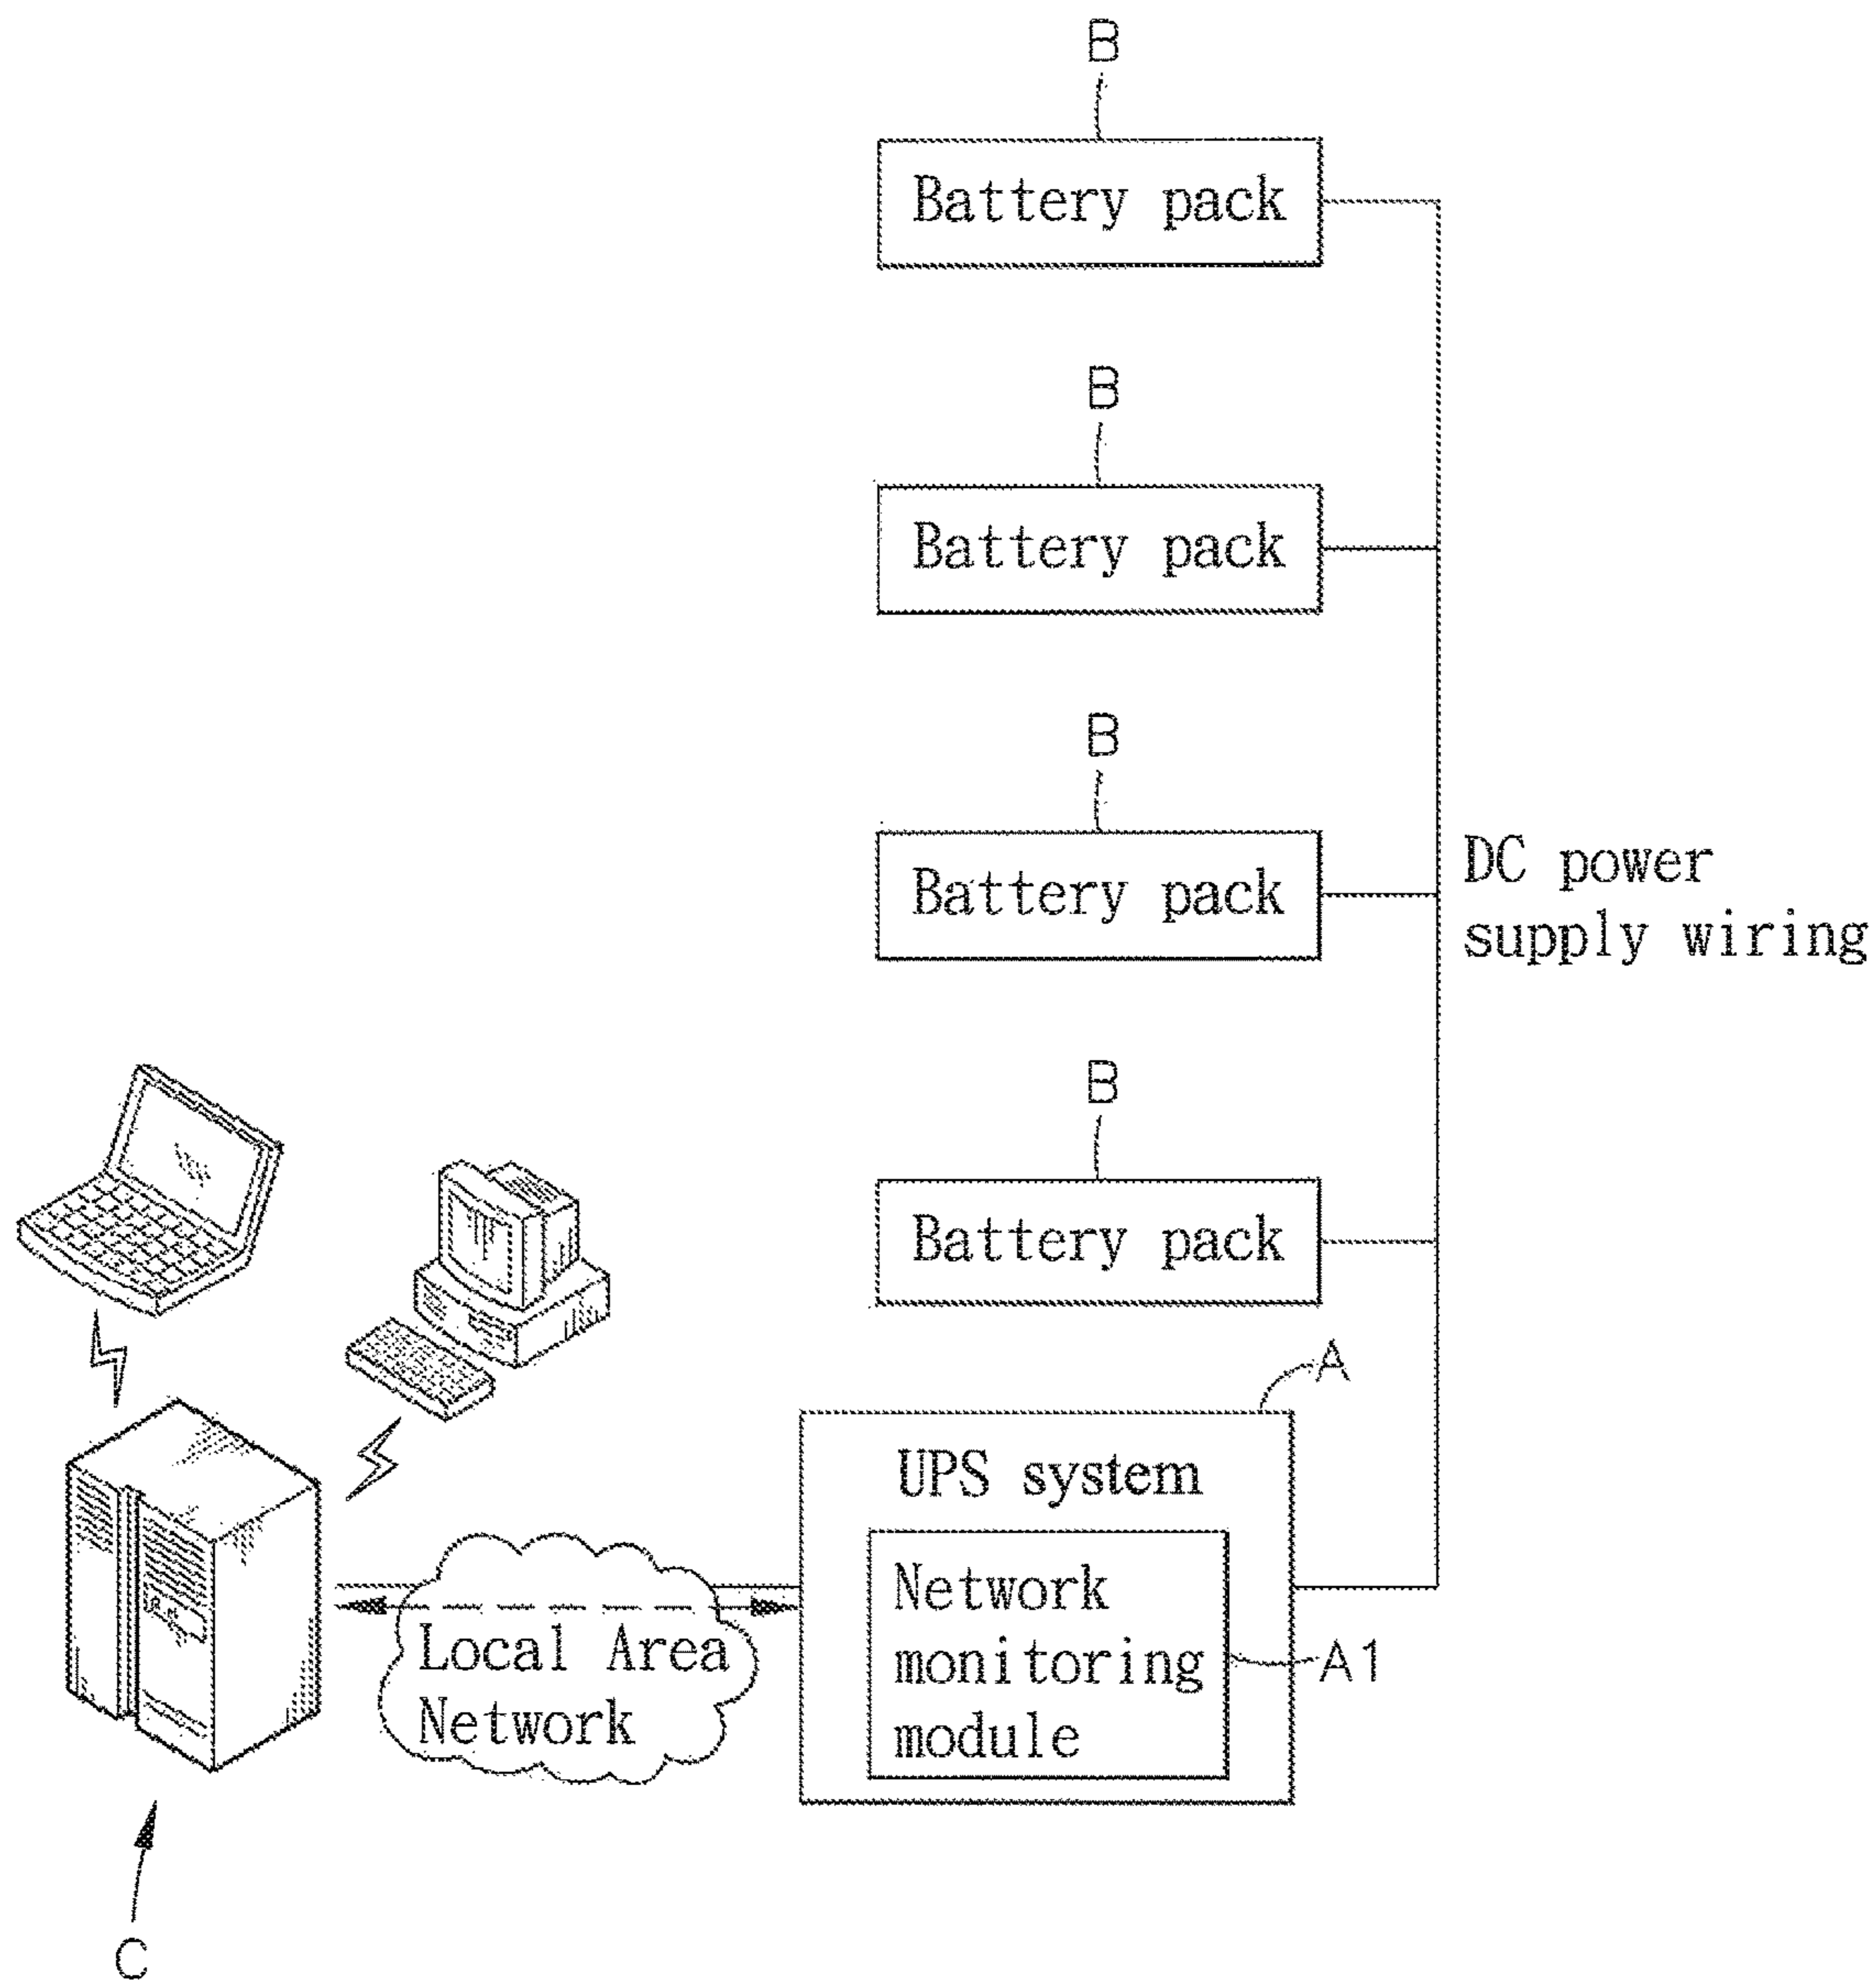 B
Battery pack
B
Battery pack
B
Battery pack
DC power
supply wiring
B
Battery pack
A
UPS system
Network
monitoring
module
A1
Local Area
Network
C